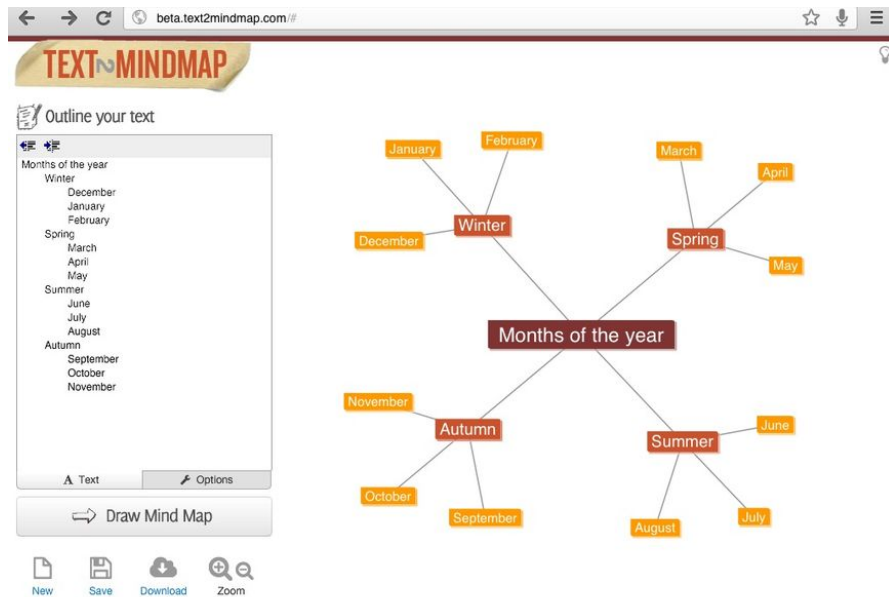 beta.text2mindmap.com/#
TEXT2MINDMAP
Outline your text
Months of the year
Winter
December
January
February
Spring
March
April
May
Summer
June
July
August
Autumn
September
October
November
A Text
Options
Draw Mind Map
New
Save
Download
Zoom
January
February
December
Winter
March
April
Spring
May
Months of the year
November
Autumn
October
September
June
Summer
August
July